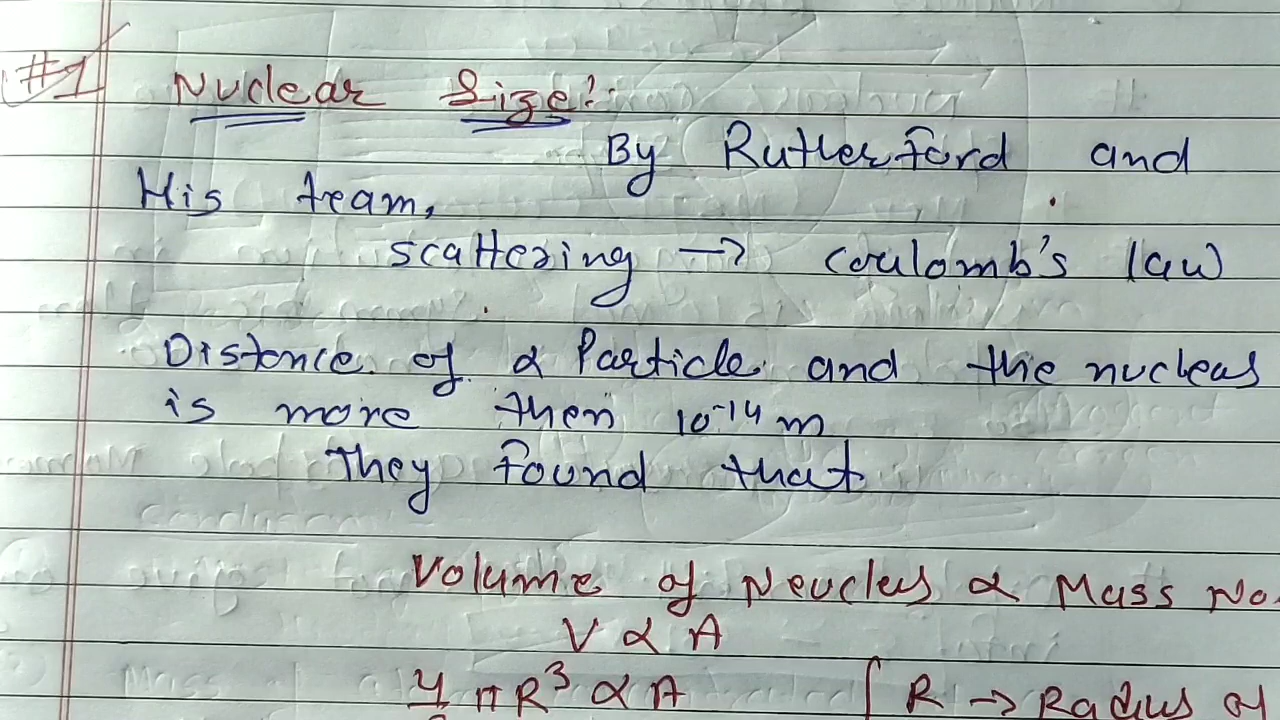 #1 Nuclear Size:-
By Rutherford and
His team,
scattering → coulomb's law
Distance of α Particle and the nucleus
is more then 10⁻¹⁴ m
They found that
Volume of Neucleus α Mass No.
V α A
4 πR³ α A [ R → Radius of